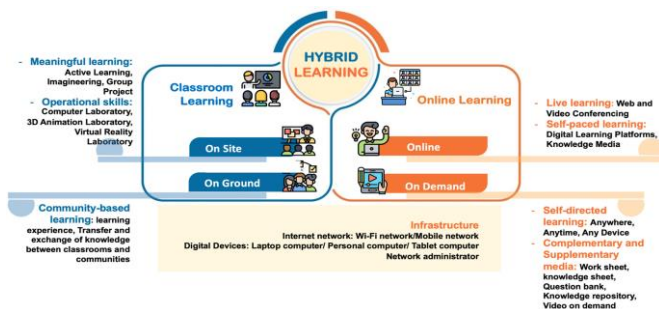 HYBRID
LEARNING
- Meaningful learning:
Active Learning,
Imagineering, Group
Project
- Operational skills:
Computer Laboratory,
3D Animation Laboratory,
Virtual Reality
Laboratory
Classroom
Learning
On Site
On Ground
Online Learning
Online
On Demand
- Live learning: Web and
Video Conferencing
- Self-paced learning:
Digital Learning Platforms,
Knowledge Media
Community-based
learning: learning
experience, Transfer and
exchange of knowledge
between classrooms and
communities
Infrastructure
Internet network: Wi-Fi network/Mobile network
Digital Devices: Laptop computer/ Personal computer/ Tablet computer
Network administrator
- Self-directed
learning: Anywhere,
Anytime, Any Device
- Complementary and
Supplementary
media: Work sheet,
knowledge sheet,
Question bank,
Knowledge repository,
Video on demand